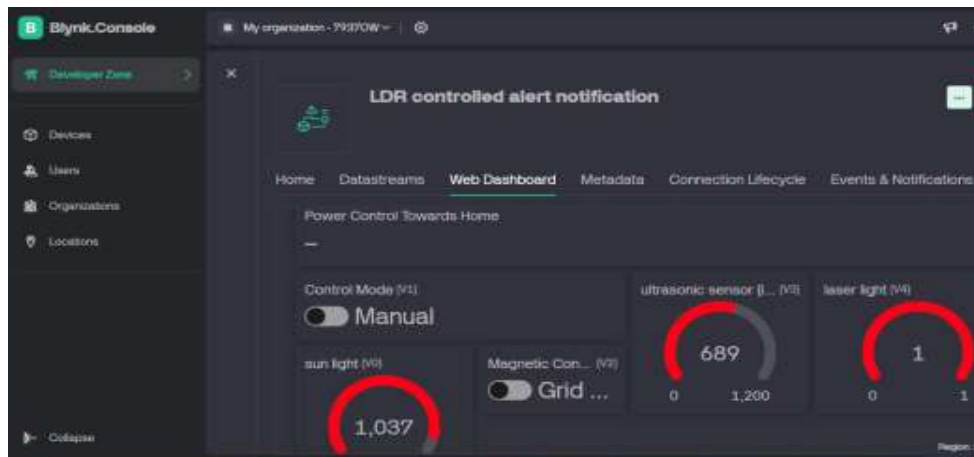 B Blynk.Console
My organization - 7937OW
Developer Zone
Devices
Users
Organizations
Locations
Collapse
LDR controlled alert notification
Home Datastreams Web Dashboard Metadata Connection Lifecycle Events & Notifications
Power Control Towards Home
—
Control Mode (V1)
Manual
ultrasonic sensor (... (V3)
689
0 1,200
laser light (V4)
1
0 1
sun light (V0)
1,037
Magnetic Con... (V2)
Grid ...
Region